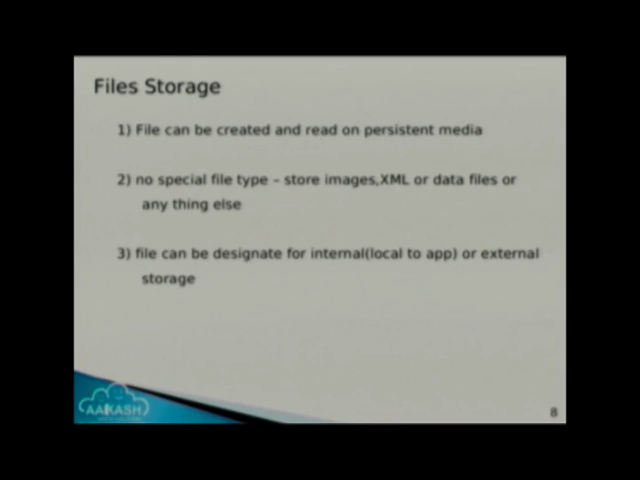 Files Storage
1) File can be created and read on persistent media
2) no special file type – store images,XML or data files or
any thing else
3) file can be designate for internal(local to app) or external
storage
AAKASH
8